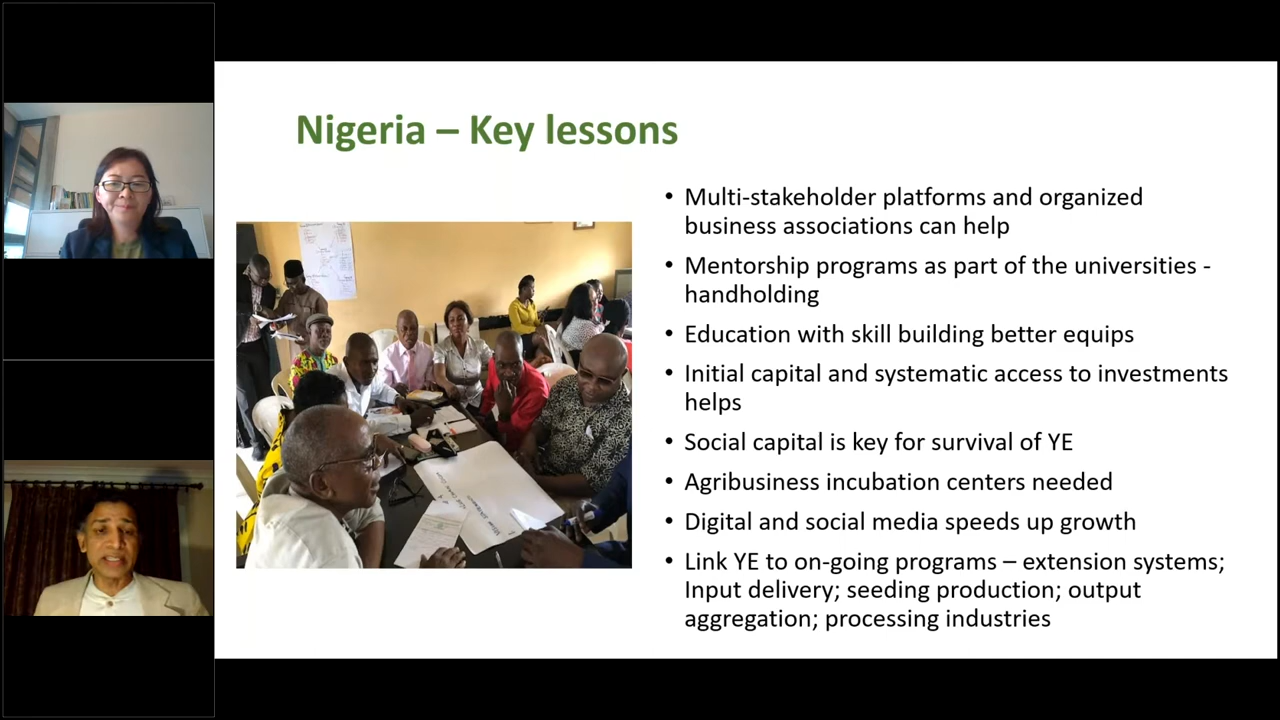 Nigeria – Key lessons
• Multi-stakeholder platforms and organized
business associations can help
• Mentorship programs as part of the universities -
handholding
• Education with skill building better equips
• Initial capital and systematic access to investments
helps
• Social capital is key for survival of YE
• Agribusiness incubation centers needed
• Digital and social media speeds up growth
• Link YE to on-going programs – extension systems;
Input delivery; seeding production; output
aggregation; processing industries